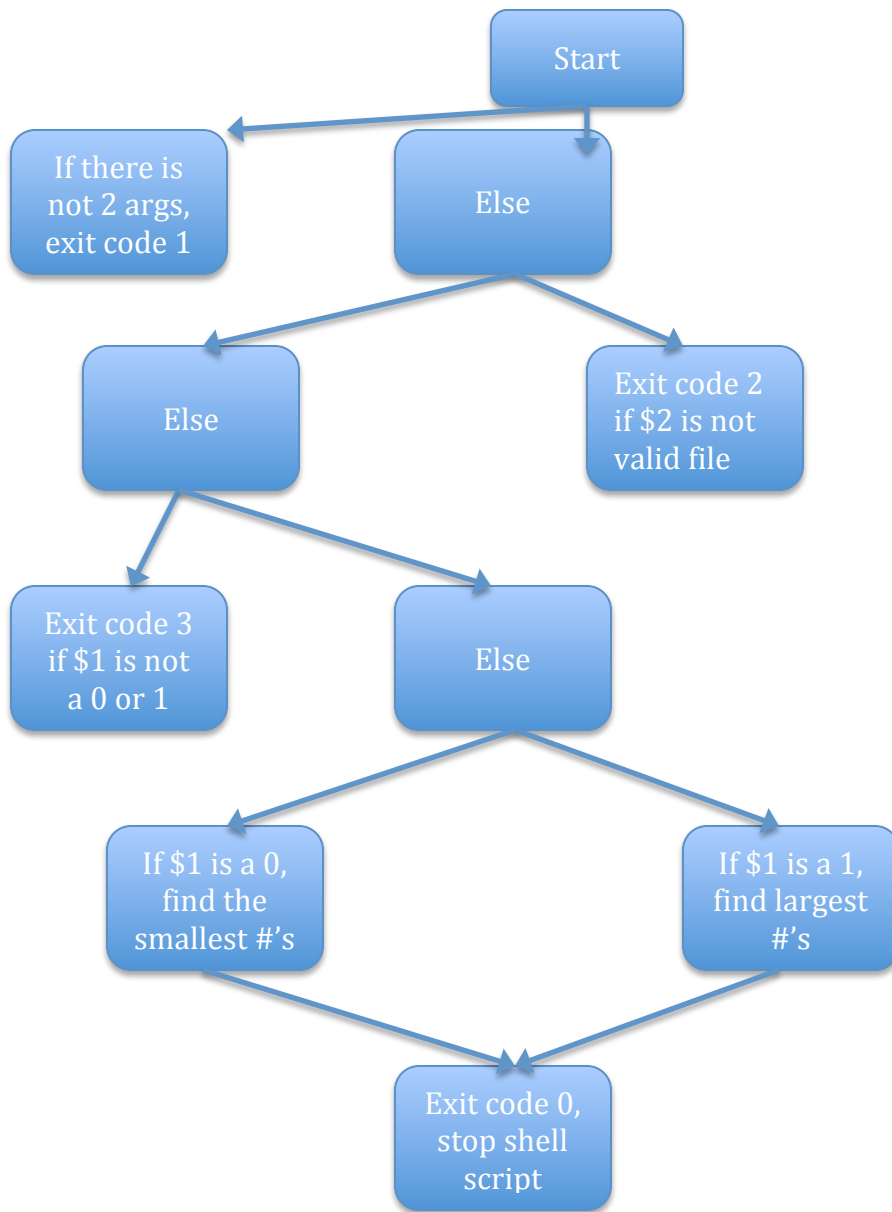 Start
If there is
not 2 args,
exit code 1
Else
Else
Exit code 2
if $2 is not
valid file
Exit code 3
if $1 is not
a 0 or 1
Else
If $1 is a 0,
find the
smallest #’s
If $1 is a 1,
find largest
#’s
Exit code 0,
stop shell
script